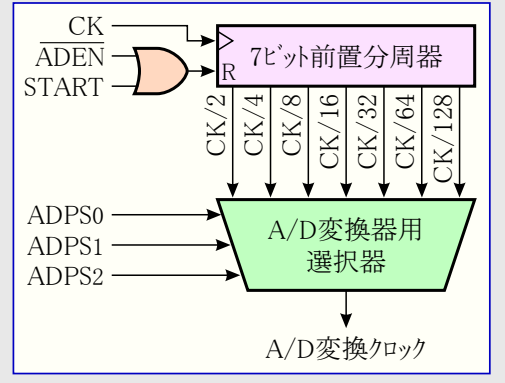 CK
ADEN
START
7ビット前置分周器
R
CK/2
CK/4
CK/8
CK/16
CK/32
CK/64
CK/128
ADPS0
ADPS1
ADPS2
A/D変換器用
選択器
A/D変換クロック